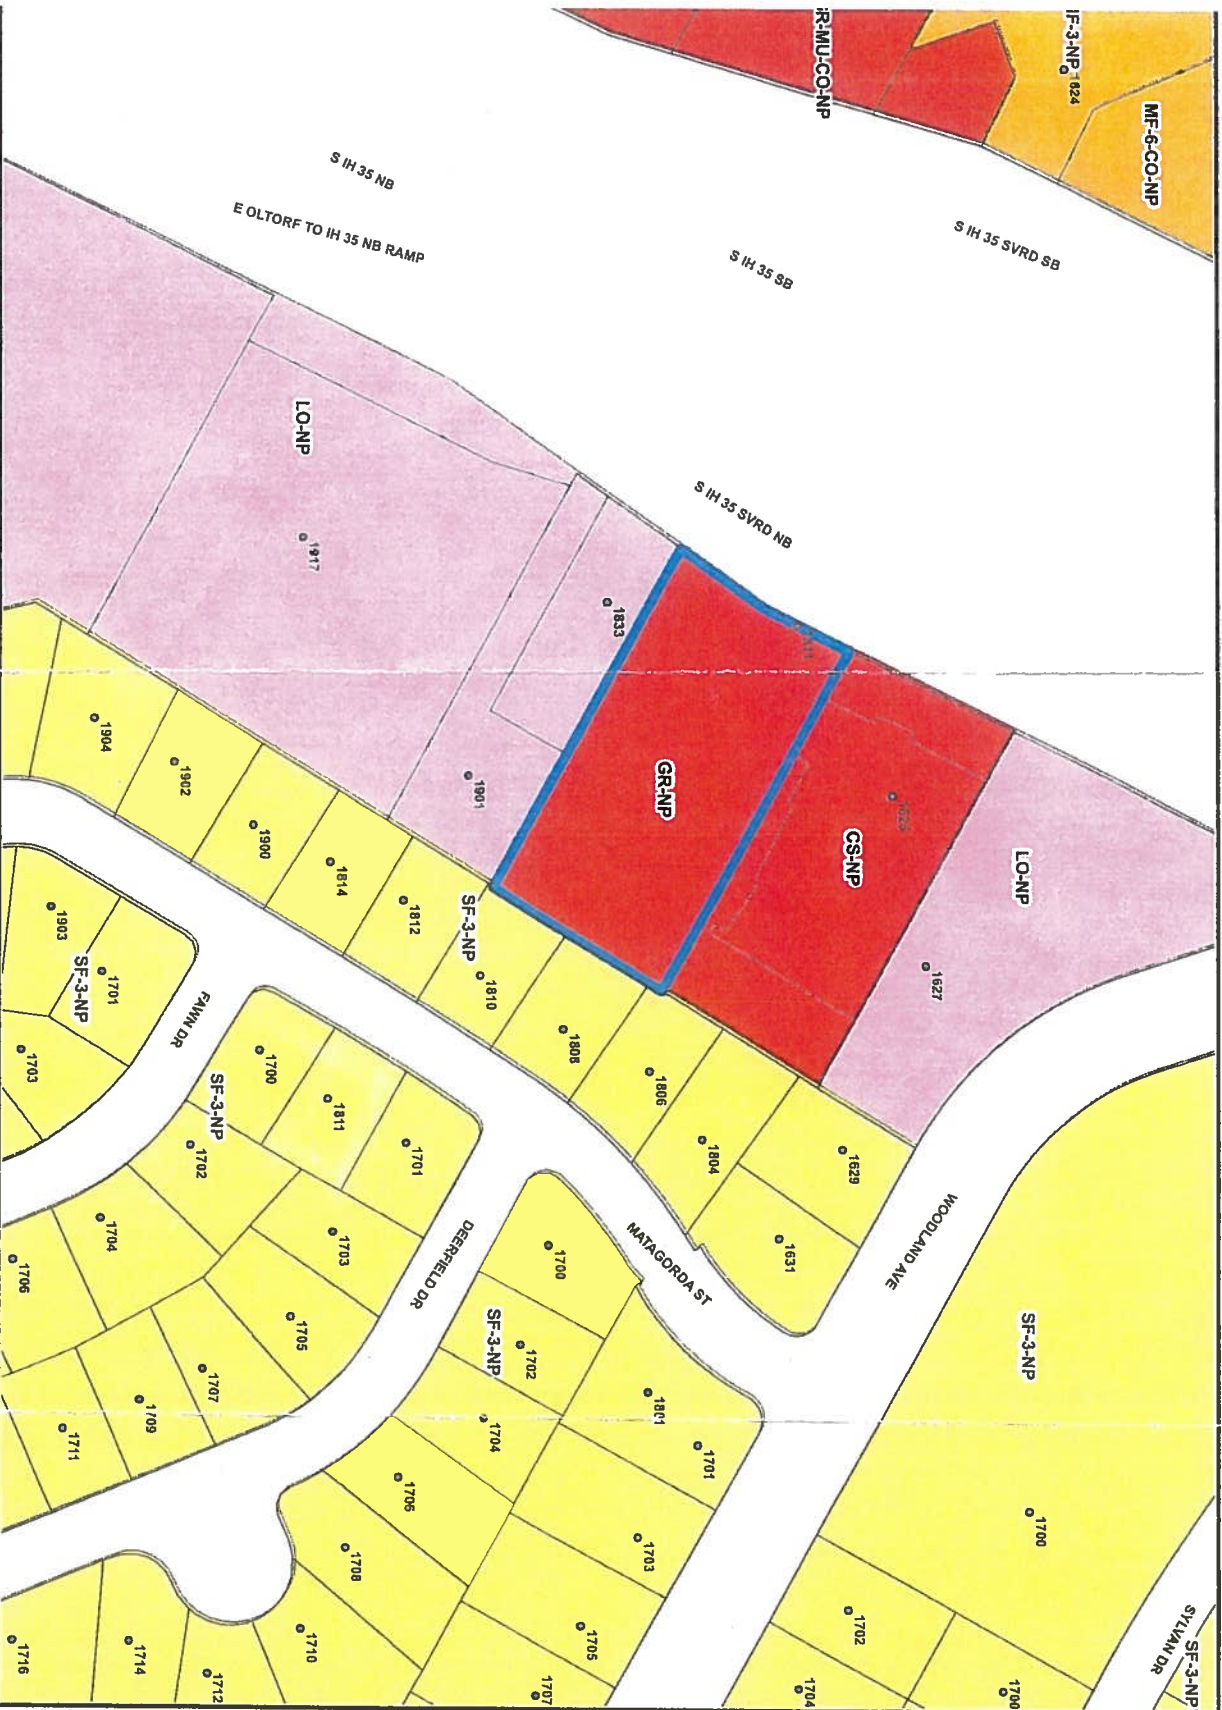 R-MU-CO-NP
F-3-NP
1624
MF-6-CO-NP
S IH 35 NB
E OLTORF TO IH 35 NB RAMP
S IH 35 SB
S IH 35 SVRD SB
S IH 35 SVRD NB
LO-NP
1917
1833
1901
GR-NP
CS-NP
LO-NP
1627
1904
1902
1900
1814
1812
SF-3-NP
1810
1808
1806
1804
1629
1631
WOODLAND AVE
MATAGORDA ST
1903
1701
SF-3-NP
1703
FAWN DR
1700
1811
1701
SF-3-NP
1702
1704
1706
1703
1705
1707
1709
1711
DEERFIELD DR
1700
SF-3-NP
1702
1704
1706
1708
1710
1712
1714
1716
1801
1701
1703
1705
1707
SF-3-NP
1700
1702
1704
1700
SYLVAN DR
SF-3-NP